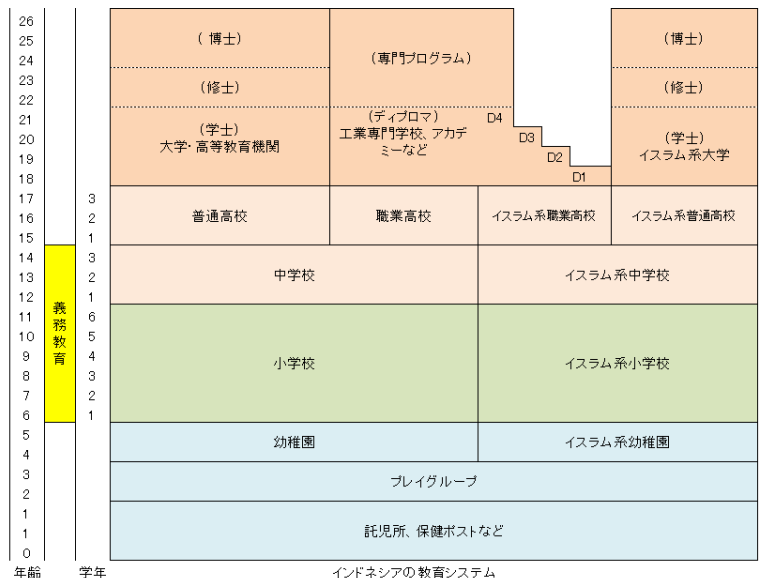 26
25
24
23
22
21
20
19
18
17
16
15
14
13
12
11
10
9
8
7
6
5
4
3
2
1
1
0
年齢
義務教育
3
2
1
3
2
1
6
5
4
3
2
1
学年
(博士)
(修士)
(学士)
大学・高等教育機関
(専門プログラム)
(ディプロマ)
工業専門学校、アカデ
ミーなど
D4
D3
D2
D1
(博士)
(修士)
(学士)
イスラム系大学
普通高校
職業高校
イスラム系職業高校
イスラム系普通高校
中学校
イスラム系中学校
小学校
イスラム系小学校
幼稚園
イスラム系幼稚園
プレイグループ
託児所、保健ポストなど
インドネシアの教育システム